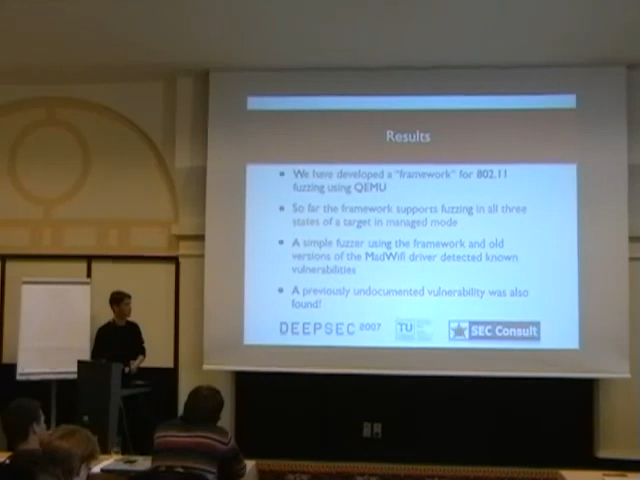 Results
• We have developed a "framework" for 802.11
fuzzing using QEMU
• So far the framework supports fuzzing in all three
states of a target in managed mode
• A simple fuzzer using the framework and old
versions of the MadWifi driver detected known
vulnerabilities
• A previously undocumented vulnerability was also
found!
DEEPSEC 2007
TU
SEC Consult